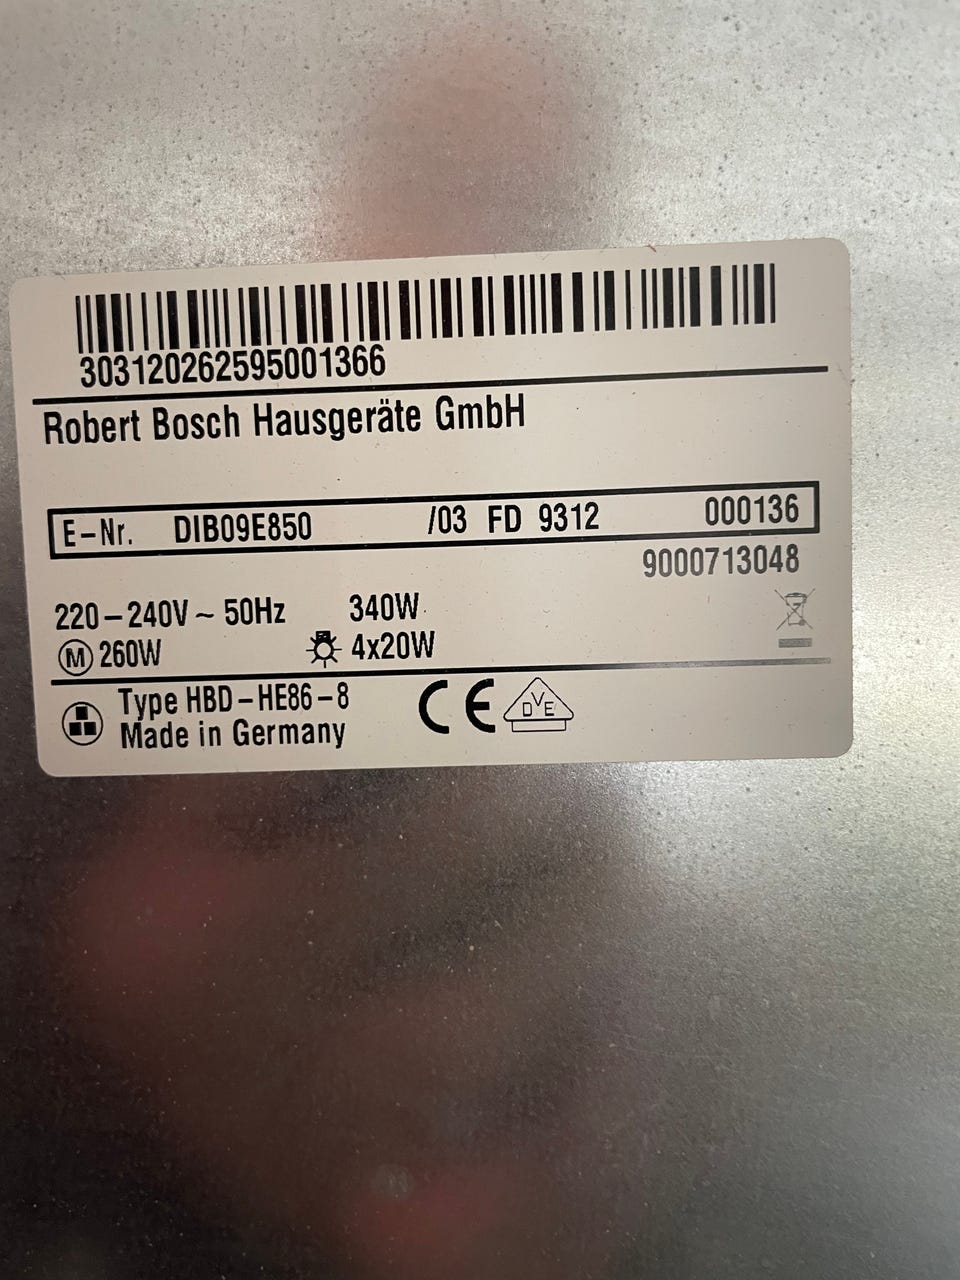 303120262595001366
Robert Bosch Hausgeräte GmbH
E-Nr. DIB09E850 /03 FD 9312 000136
9000713048
220-240V ~ 50Hz 340W
M 260W 4x20W
Type HBD-HE86-8
Made in Germany
CE
DVE